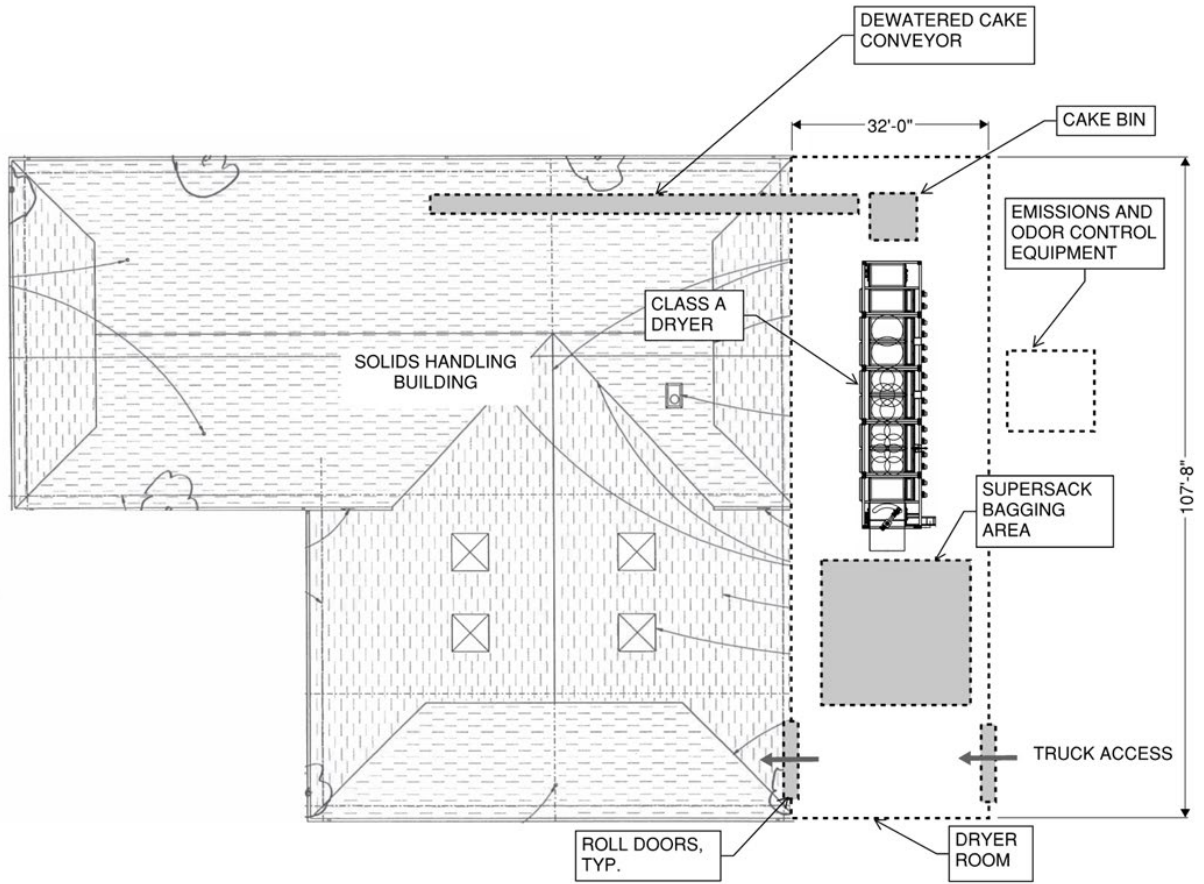 DEWATERED CAKE
CONVEYOR
32'-0"
CAKE BIN
EMISSIONS AND
ODOR CONTROL
EQUIPMENT
CLASS A
DRYER
SOLIDS HANDLING
BUILDING
SUPERSACK
BAGGING
AREA
107'-8"
TRUCK ACCESS
ROLL DOORS,
TYP.
DRYER
ROOM